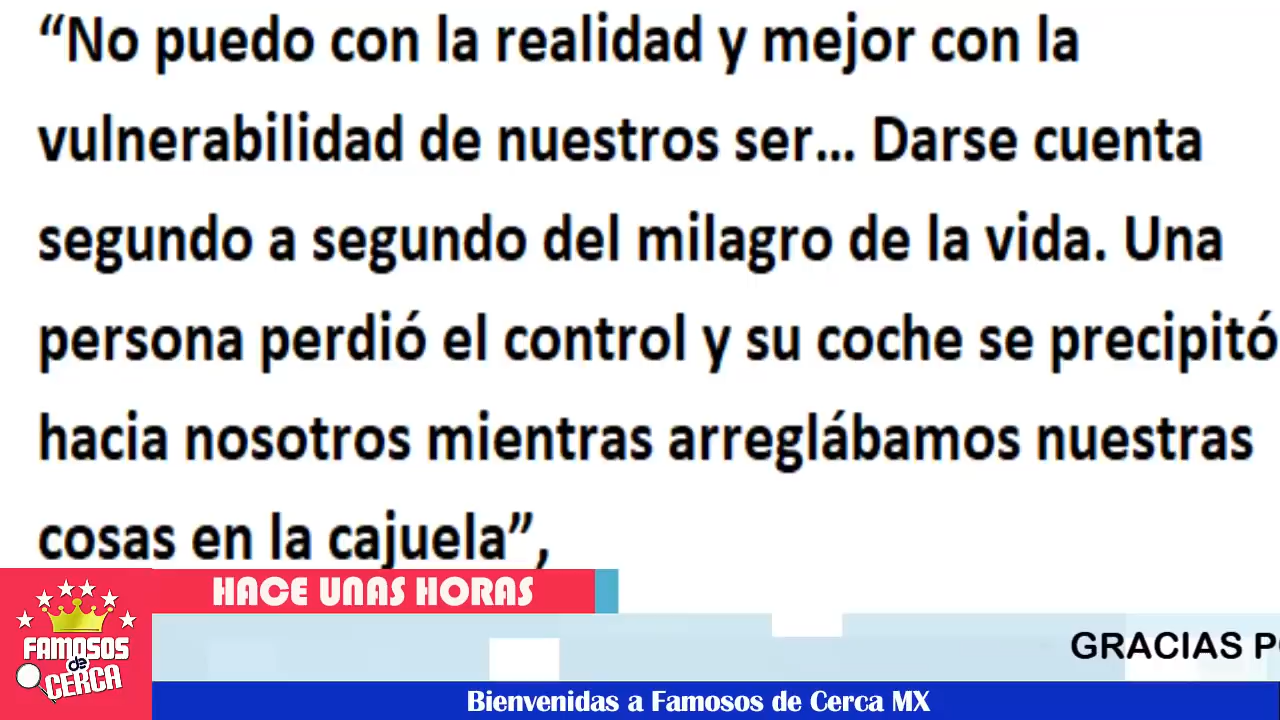 “No puedo con la realidad y mejor con la
vulnerabilidad de nuestros ser... Darse cuenta
segundo a segundo del milagro de la vida. Una
persona perdió el control y su coche se precipitó
hacia nosotros mientras arreglábamos nuestras
cosas en la cajuela”,
HACE UNAS HORAS
FAMOSOS
de
CERCA
GRACIAS
Bienvenidas a Famosos de Cerca MX